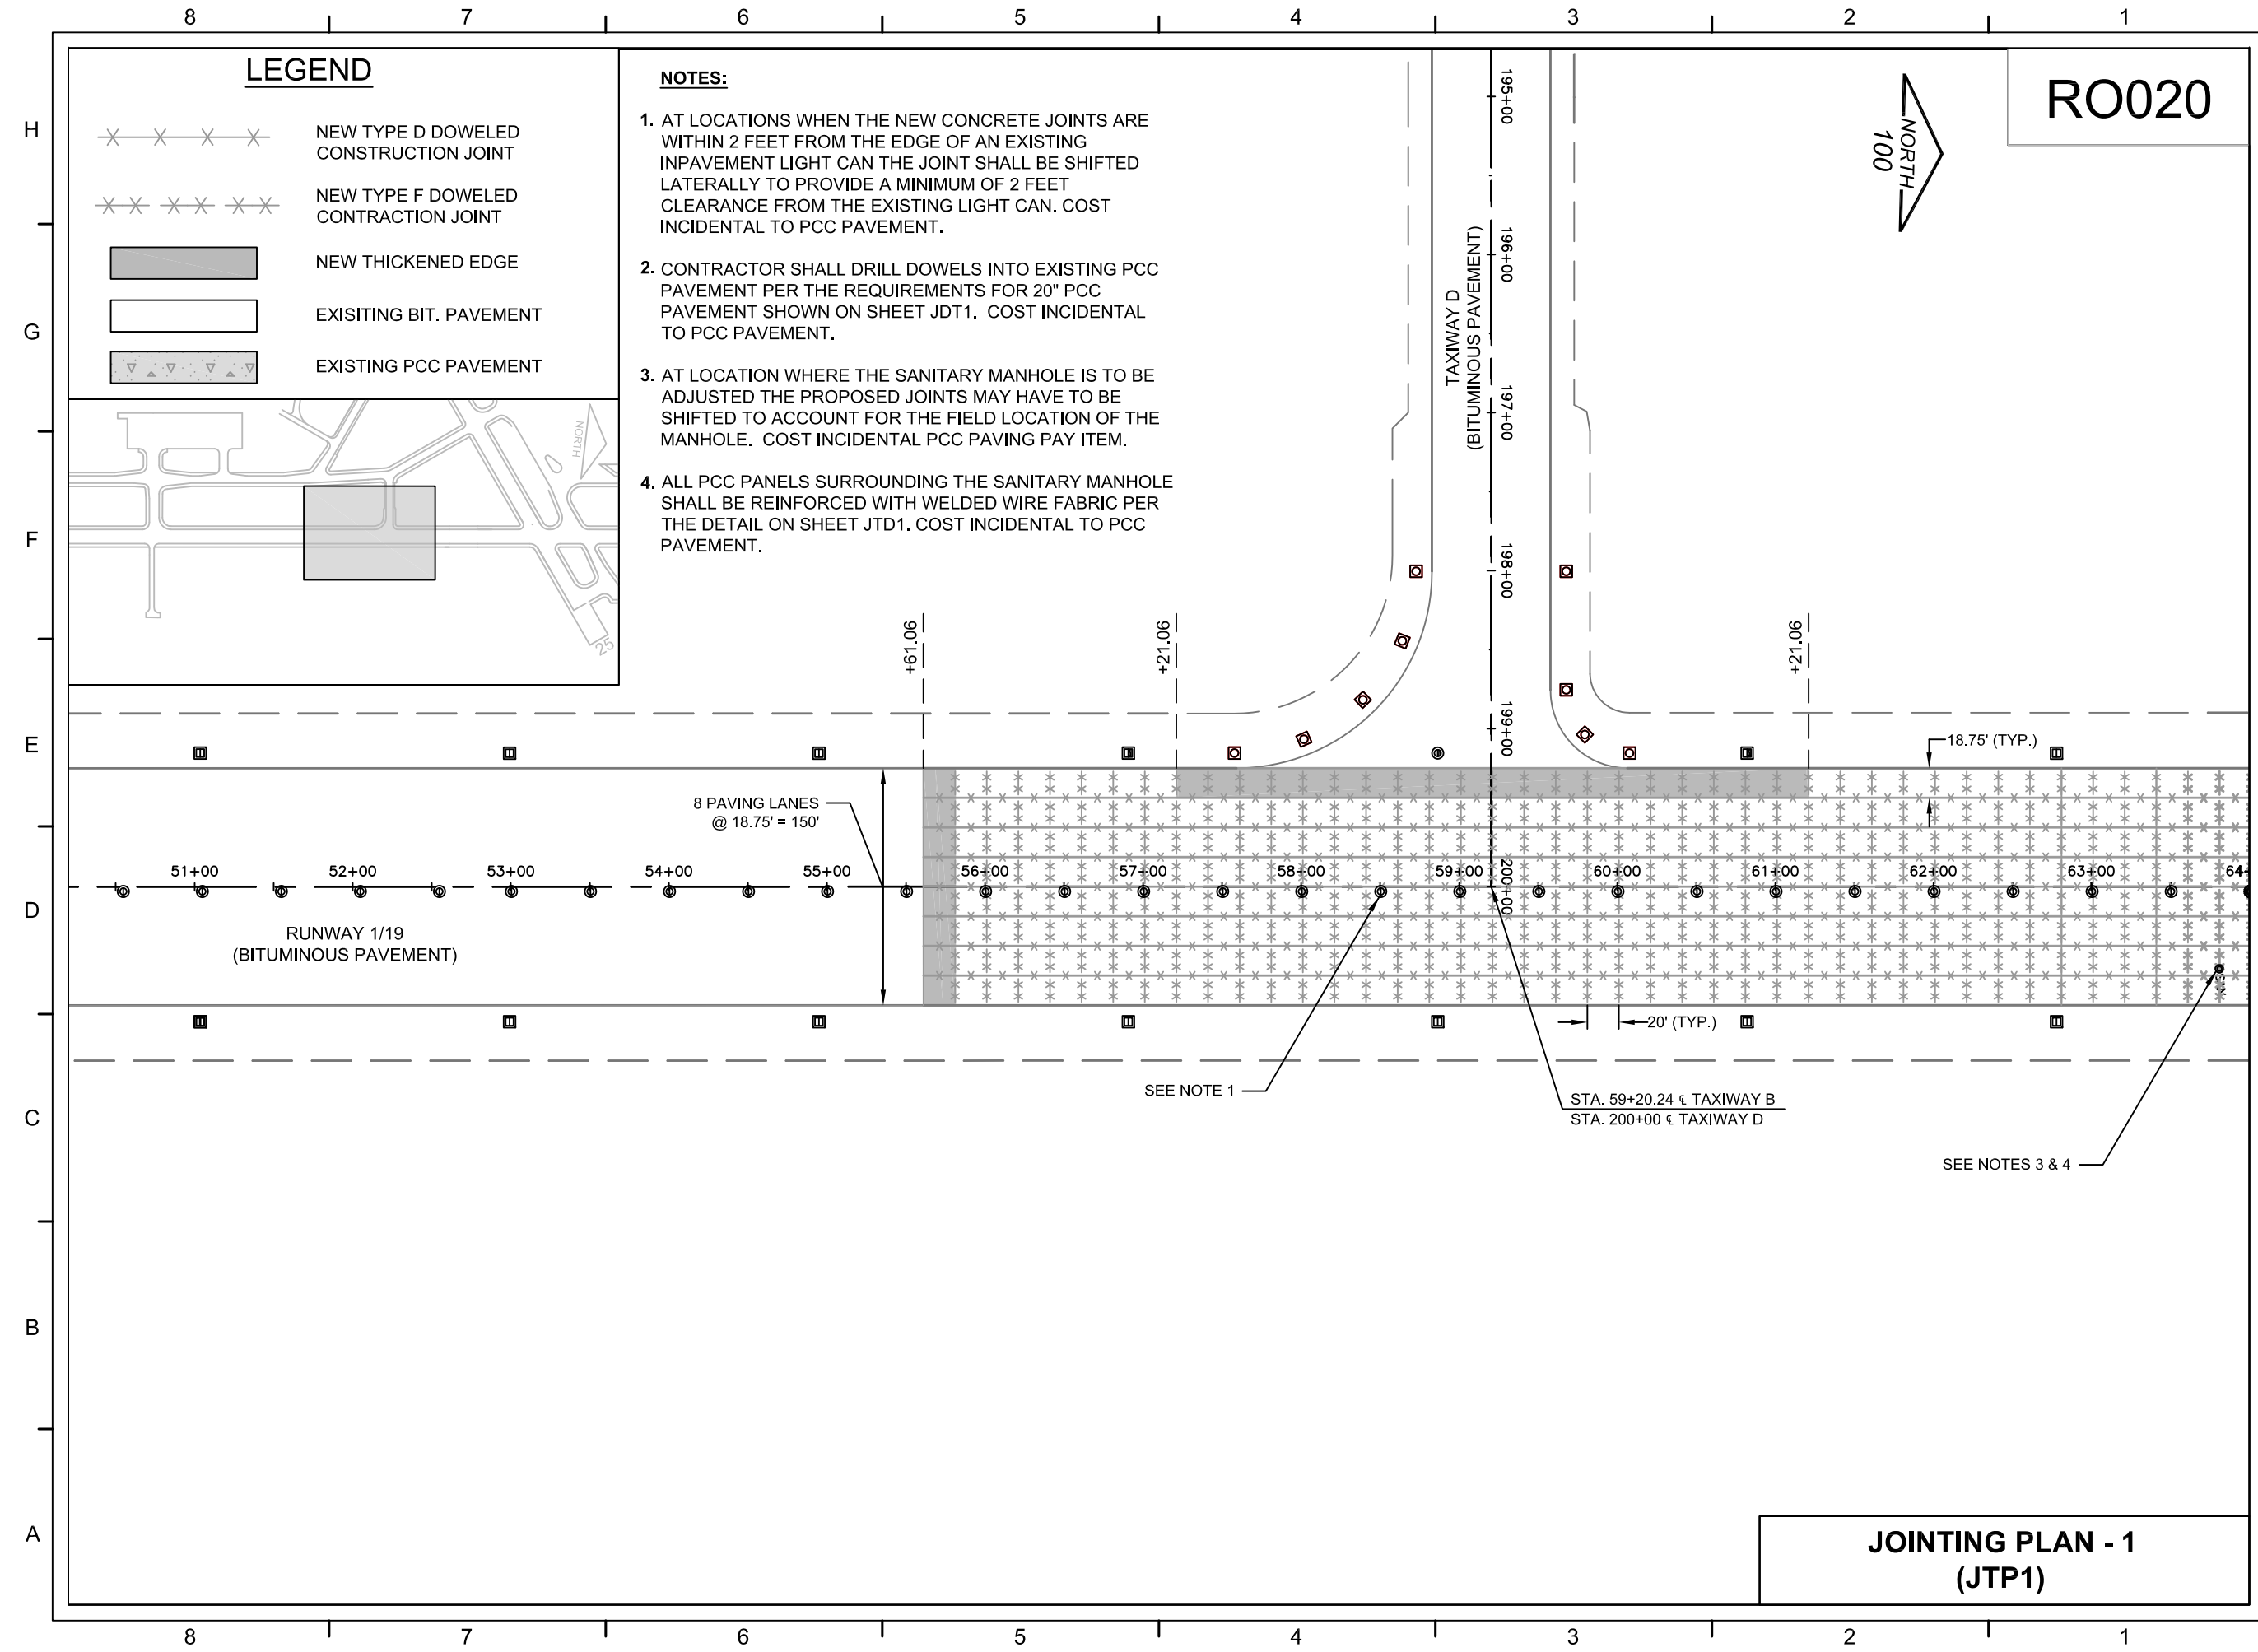 8 7 6 5 4 3 2 1
H
G
F
E
D
C
B
A
LEGEND
NEW TYPE D DOWELED
CONSTRUCTION JOINT
NEW TYPE F DOWELED
CONTRACTION JOINT
NEW THICKENED EDGE
EXISITING BIT. PAVEMENT
EXISTING PCC PAVEMENT
NORTH
25
NOTES:
1. AT LOCATIONS WHEN THE NEW CONCRETE JOINTS ARE
WITHIN 2 FEET FROM THE EDGE OF AN EXISTING
INPAVEMENT LIGHT CAN THE JOINT SHALL BE SHIFTED
LATERALLY TO PROVIDE A MINIMUM OF 2 FEET
CLEARANCE FROM THE EXISTING LIGHT CAN. COST
INCIDENTAL TO PCC PAVEMENT.
2. CONTRACTOR SHALL DRILL DOWELS INTO EXISTING PCC
PAVEMENT PER THE REQUIREMENTS FOR 20" PCC
PAVEMENT SHOWN ON SHEET JDT1. COST INCIDENTAL
TO PCC PAVEMENT.
3. AT LOCATION WHERE THE SANITARY MANHOLE IS TO BE
ADJUSTED THE PROPOSED JOINTS MAY HAVE TO BE
SHIFTED TO ACCOUNT FOR THE FIELD LOCATION OF THE
MANHOLE. COST INCIDENTAL PCC PAVING PAY ITEM.
4. ALL PCC PANELS SURROUNDING THE SANITARY MANHOLE
SHALL BE REINFORCED WITH WELDED WIRE FABRIC PER
THE DETAIL ON SHEET JTD1. COST INCIDENTAL TO PCC
PAVEMENT.
195+00
196+00
197+00
198+00
199+00
200+00
TAXIWAY D
(BITUMINOUS PAVEMENT)
NORTH
100
RO020
+61.06
+21.06
+21.06
18.75' (TYP.)
8 PAVING LANES
@ 18.75' = 150'
51+00 52+00 53+00 54+00 55+00 56+00 57+00 58+00 59+00 60+00 61+00 62+00 63+00 64+
RUNWAY 1/19
(BITUMINOUS PAVEMENT)
20' (TYP.)
SEE NOTE 1
STA. 59+20.24 ℄ TAXIWAY B
STA. 200+00 ℄ TAXIWAY D
SEE NOTES 3 & 4
JOINTING PLAN - 1
(JTP1)
8 7 6 5 4 3 2 1